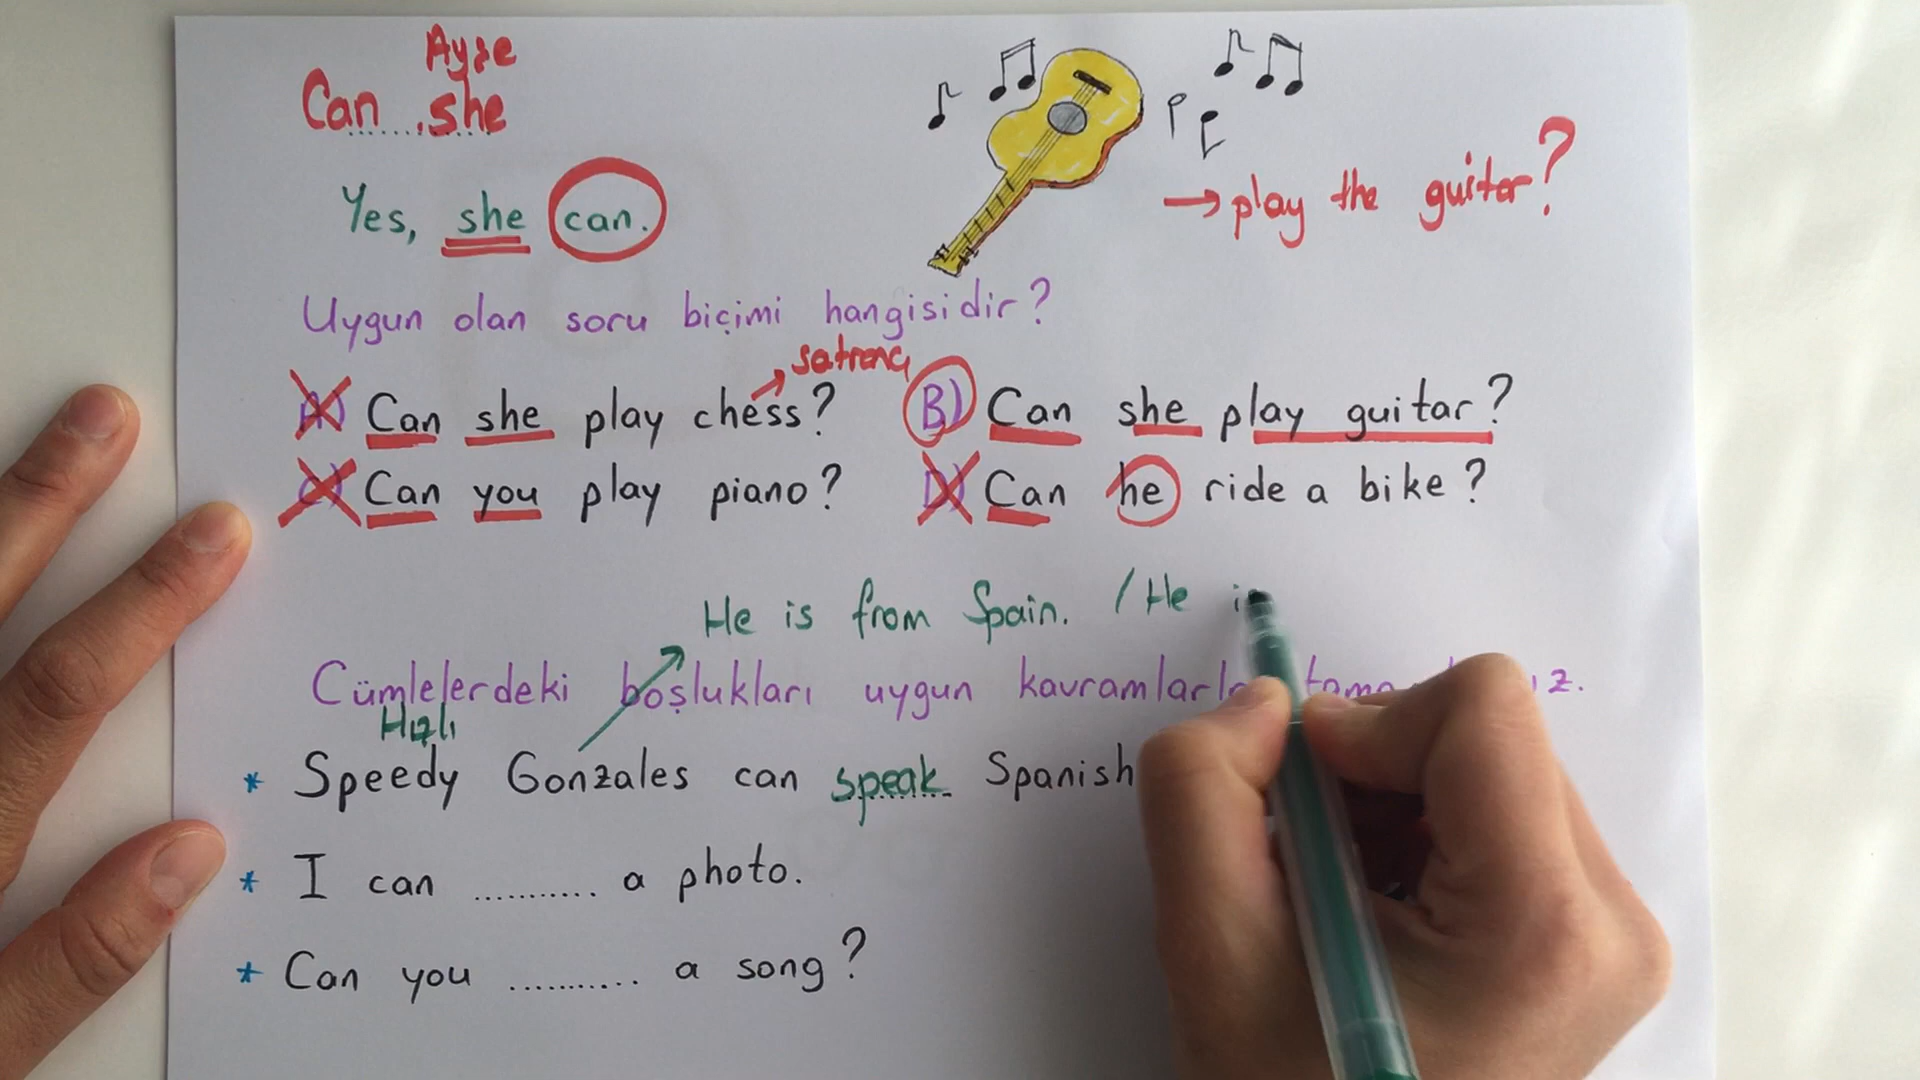 Ayşe
Can ......she
Yes, she can.
→ play the guitar?
Uygun olan soru biçimi hangisidir?
satranç
A) Can she play chess?
B) Can she play guitar?
C) Can you play piano?
D) Can he ride a bike?
He is from Spain. / He
Cümlelerdeki boşlukları uygun kavramlarla
Hızlı
* Speedy Gonzales can speak Spanish
* I can ........... a photo.
* Can you ........... a song?